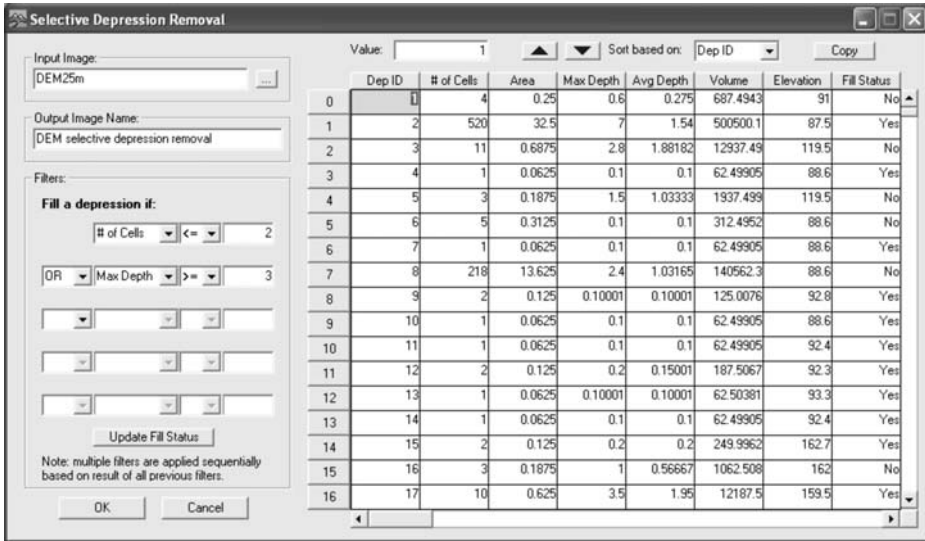 Selective Depression Removal
Input Image:
DEM25m
...
Output Image Name:
DEM selective depression removal
Filters:
Fill a depression if:
# of Cells <= 2
OR Max Depth >= 3
Update Fill Status
Note: multiple filters are applied sequentially
based on result of all previous filters.
OK Cancel
Value: 1 Sort based on: Dep ID Copy
Dep ID # of Cells Area Max Depth Avg Depth Volume Elevation Fill Status
0 1 4 0.25 0.6 0.275 687.4943 91 No
1 2 520 32.5 7 1.54 500500.1 87.5 Yes
2 3 11 0.6875 2.8 1.88182 12937.49 119.5 No
3 4 1 0.0625 0.1 0.1 62.49905 88.6 Yes
4 5 3 0.1875 1.5 1.03333 1937.499 119.5 No
5 6 5 0.3125 0.1 0.1 312.4952 88.6 No
6 7 1 0.0625 0.1 0.1 62.49905 88.6 Yes
7 8 218 13.625 2.4 1.03165 140562.3 88.6 No
8 9 2 0.125 0.10001 0.10001 125.0076 92.8 Yes
9 10 1 0.0625 0.1 0.1 62.49905 88.6 Yes
10 11 1 0.0625 0.1 0.1 62.49905 92.4 Yes
11 12 2 0.125 0.2 0.15001 187.5067 92.3 Yes
12 13 1 0.0625 0.10001 0.10001 62.50381 93.3 Yes
13 14 1 0.0625 0.1 0.1 62.49905 92.4 Yes
14 15 2 0.125 0.2 0.2 249.9962 162.7 Yes
15 16 3 0.1875 1 0.56667 1062.508 162 No
16 17 10 0.625 3.5 1.95 12187.5 159.5 Yes